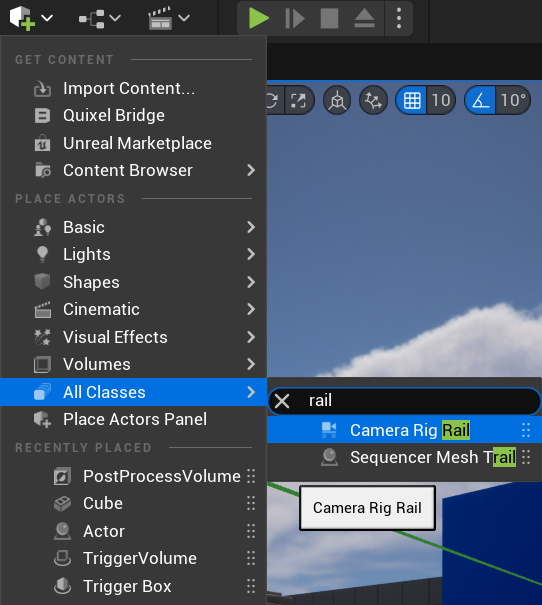 GET CONTENT
Import Content...
Quixel Bridge
Unreal Marketplace
Content Browser
PLACE ACTORS
Basic
Lights
Shapes
Cinematic
Visual Effects
Volumes
All Classes
Place Actors Panel
RECENTLY PLACED
PostProcessVolume
Cube
Actor
TriggerVolume
Trigger Box
10 10°
rail
Camera Rig Rail
Sequencer Mesh Trail
Camera Rig Rail